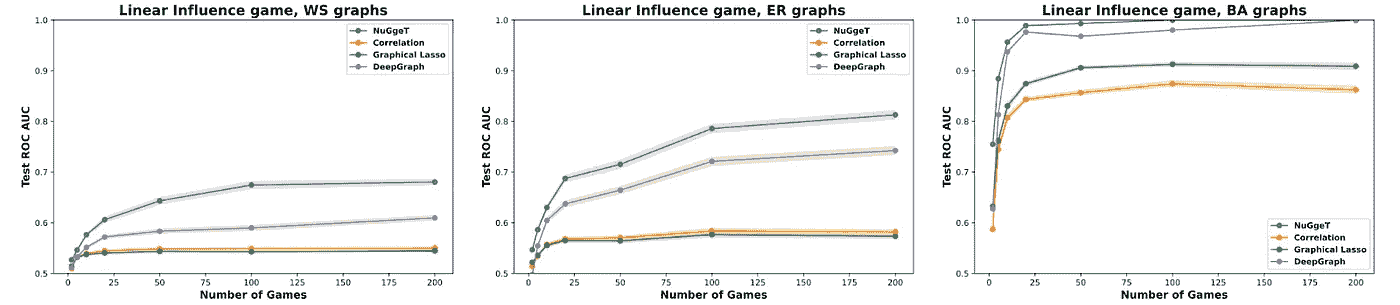 Linear Influence game, WS graphs
NuGgeT
Correlation
Graphical Lasso
DeepGraph
Test ROC AUC
1.0
0.9
0.8
0.7
0.6
0.5
0 25 50 75 100 125 150 175 200
Number of Games
Linear Influence game, ER graphs
NuGgeT
Correlation
Graphical Lasso
DeepGraph
Test ROC AUC
1.0
0.9
0.8
0.7
0.6
0.5
0 25 50 75 100 125 150 175 200
Number of Games
Linear Influence game, BA graphs
Test ROC AUC
1.0
0.9
0.8
0.7
0.6
0.5
NuGgeT
Correlation
Graphical Lasso
DeepGraph
0 25 50 75 100 125 150 175 200
Number of Games